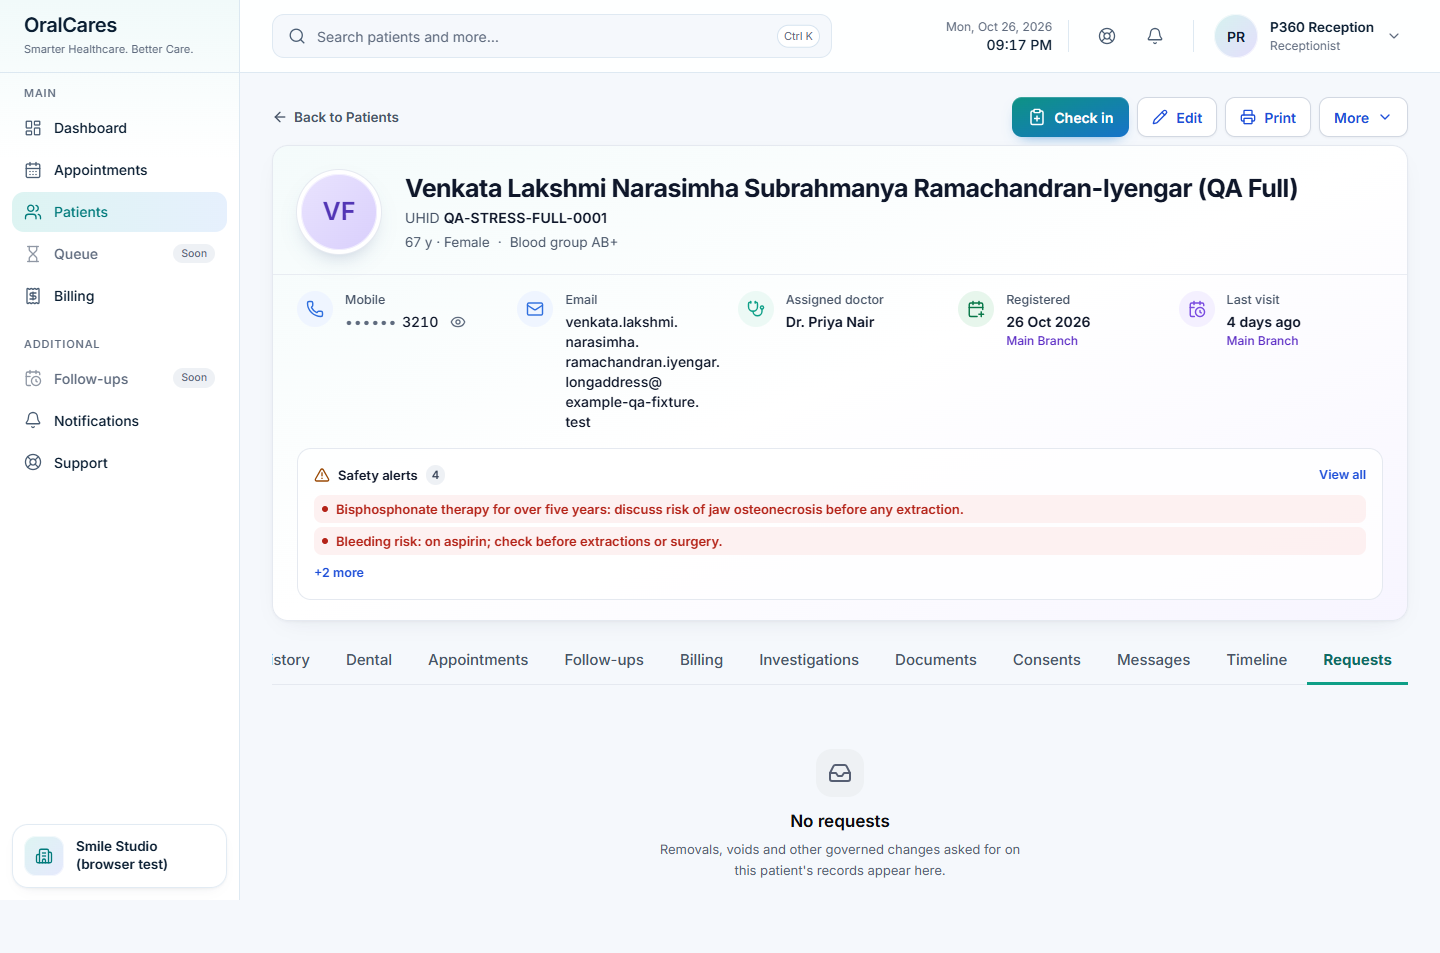 OralCares
Smarter Healthcare. Better Care.
Search patients and more...
Ctrl K
Mon, Oct 26, 2026
09:17 PM
PR
P360 Reception
Receptionist
MAIN
Dashboard
Appointments
Patients
Queue
Soon
Billing
ADDITIONAL
Follow-ups
Soon
Notifications
Support
Smile Studio
(browser test)
Back to Patients
Check in
Edit
Print
More
VF
Venkata Lakshmi Narasimha Subrahmanya Ramachandran-Iyengar (QA Full)
UHID QA-STRESS-FULL-0001
67 y · Female · Blood group AB+
Mobile
•••••• 3210
Email
venkata.lakshmi.
narasimha.
ramachandran.iyengar.
longaddress@
example-qa-fixture.
test
Assigned doctor
Dr. Priya Nair
Registered
26 Oct 2026
Main Branch
Last visit
4 days ago
Main Branch
Safety alerts 4
View all
Bisphosphonate therapy for over five years: discuss risk of jaw osteonecrosis before any extraction.
Bleeding risk: on aspirin; check before extractions or surgery.
+2 more
istory
Dental
Appointments
Follow-ups
Billing
Investigations
Documents
Consents
Messages
Timeline
Requests
No requests
Removals, voids and other governed changes asked for on
this patient's records appear here.